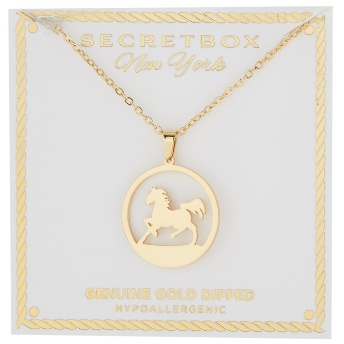 SECRETBOX
New York
GENUINE GOLD DIPPED
HYPOALLERGENIC